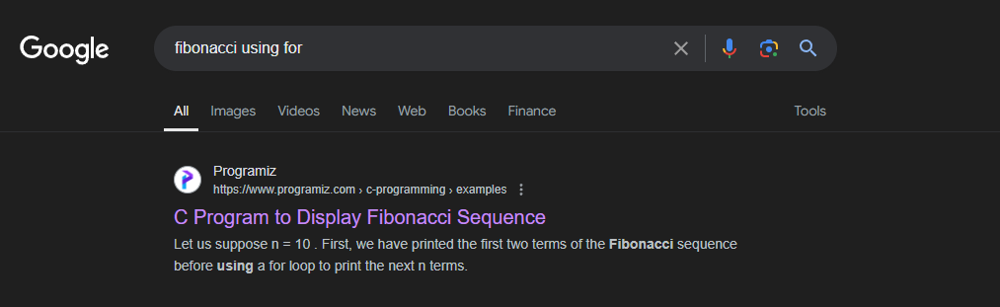 Google
fibonacci using for
All Images Videos News Web Books Finance Tools
Programiz
https://www.programiz.com › c-programming › examples
C Program to Display Fibonacci Sequence
Let us suppose n = 10 . First, we have printed the first two terms of the Fibonacci sequence
before using a for loop to print the next n terms.